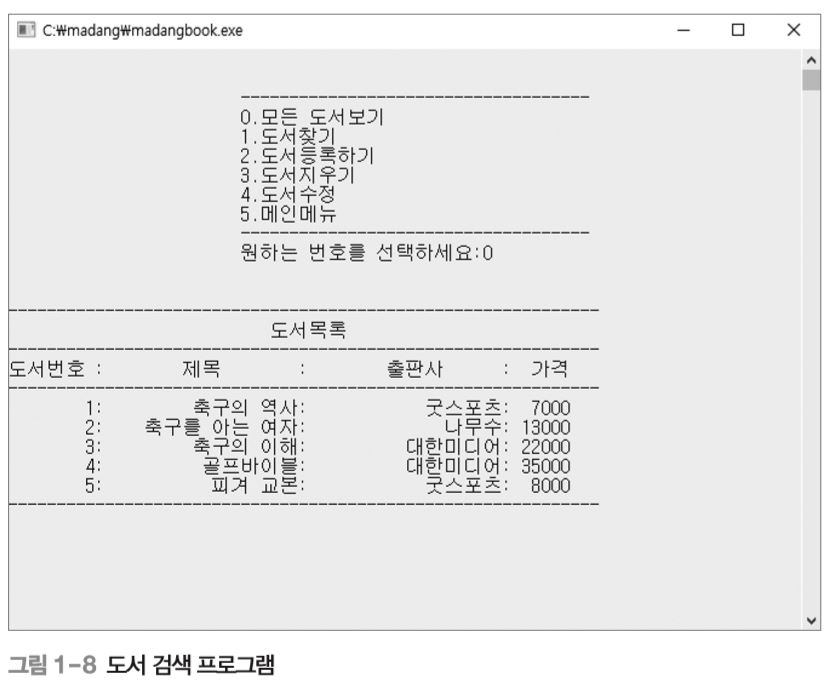 C:₩madang₩madangbook.exe
0.모든 도서보기
1.도서찾기
2.도서등록하기
3.도서지우기
4.도서수정
5.메인메뉴
원하는 번호를 선택하세요:0
도서목록
도서번호 : 제목 : 출판사 : 가격
1: 축구의 역사: 굿스포츠: 7000
2: 축구를 아는 여자: 나무수: 13000
3: 축구의 이해: 대한미디어: 22000
4: 골프바이블: 대한미디어: 35000
5: 피겨 교본: 굿스포츠: 8000
그림 1-8 도서 검색 프로그램